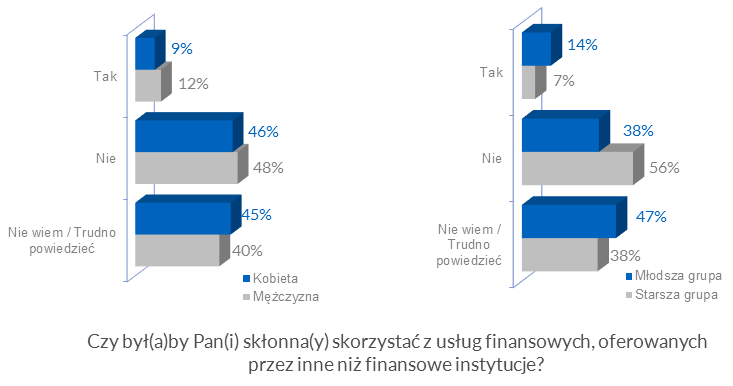 9%
Tak
12%
46%
Nie
48%
45%
Nie wiem / Trudno
powiedzieć
40%
Kobieta
Mężczyzna
14%
Tak
7%
38%
Nie
56%
47%
Nie wiem /
Trudno
powiedzieć
38%
Młodsza grupa
Starsza grupa
Czy był(a)by Pan(i) skłonna(y) skorzystać z usług finansowych, oferowanych
przez inne niż finansowe instytucje?